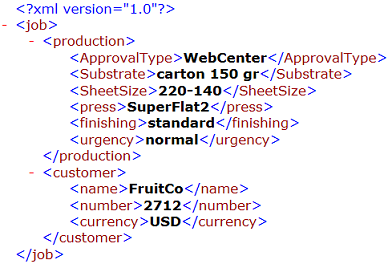 <?xml version="1.0"?>
- <job>
- <production>
<ApprovalType>WebCenter</ApprovalType>
<Substrate>carton 150 gr</Substrate>
<SheetSize>220-140</SheetSize>
<press>SuperFlat2</press>
<finishing>standard</finishing>
<urgency>normal</urgency>
</production>
- <customer>
<name>FruitCo</name>
<number>2712</number>
<currency>USD</currency>
</customer>
</job>